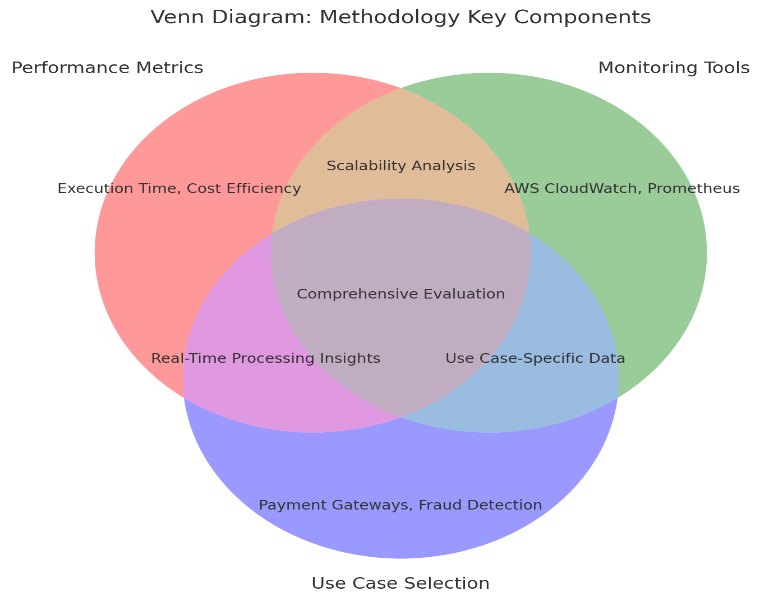 Venn Diagram: Methodology Key Components
Performance Metrics
Monitoring Tools
Scalability Analysis
Execution Time, Cost Efficiency
AWS CloudWatch, Prometheus
Comprehensive Evaluation
Real-Time Processing Insights
Use Case-Specific Data
Payment Gateways, Fraud Detection
Use Case Selection